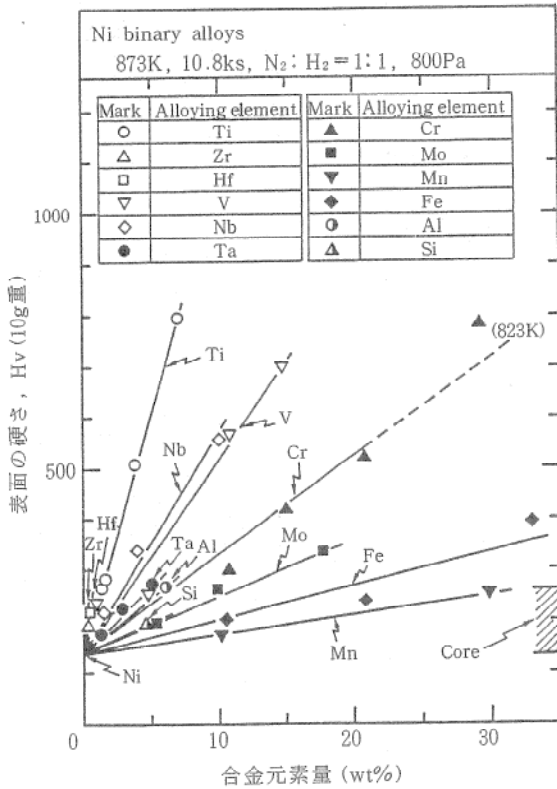 Ni binary alloys
873K, 10.8ks, N₂: H₂=1:1, 800Pa
Mark Alloying element Mark Alloying element
Ti Cr
Zr Mo
Hf Mn
V Fe
Nb Al
Ta Si
1000
500
0 5 10 15 20 25 30
表面の硬さ, Hv (10g重)
合金元素量 (wt%)
(823K)
Ti
V
Nb
Cr
Hf
Zr
Ta
Al
Mo
Si
Fe
Ni
Mn
Core